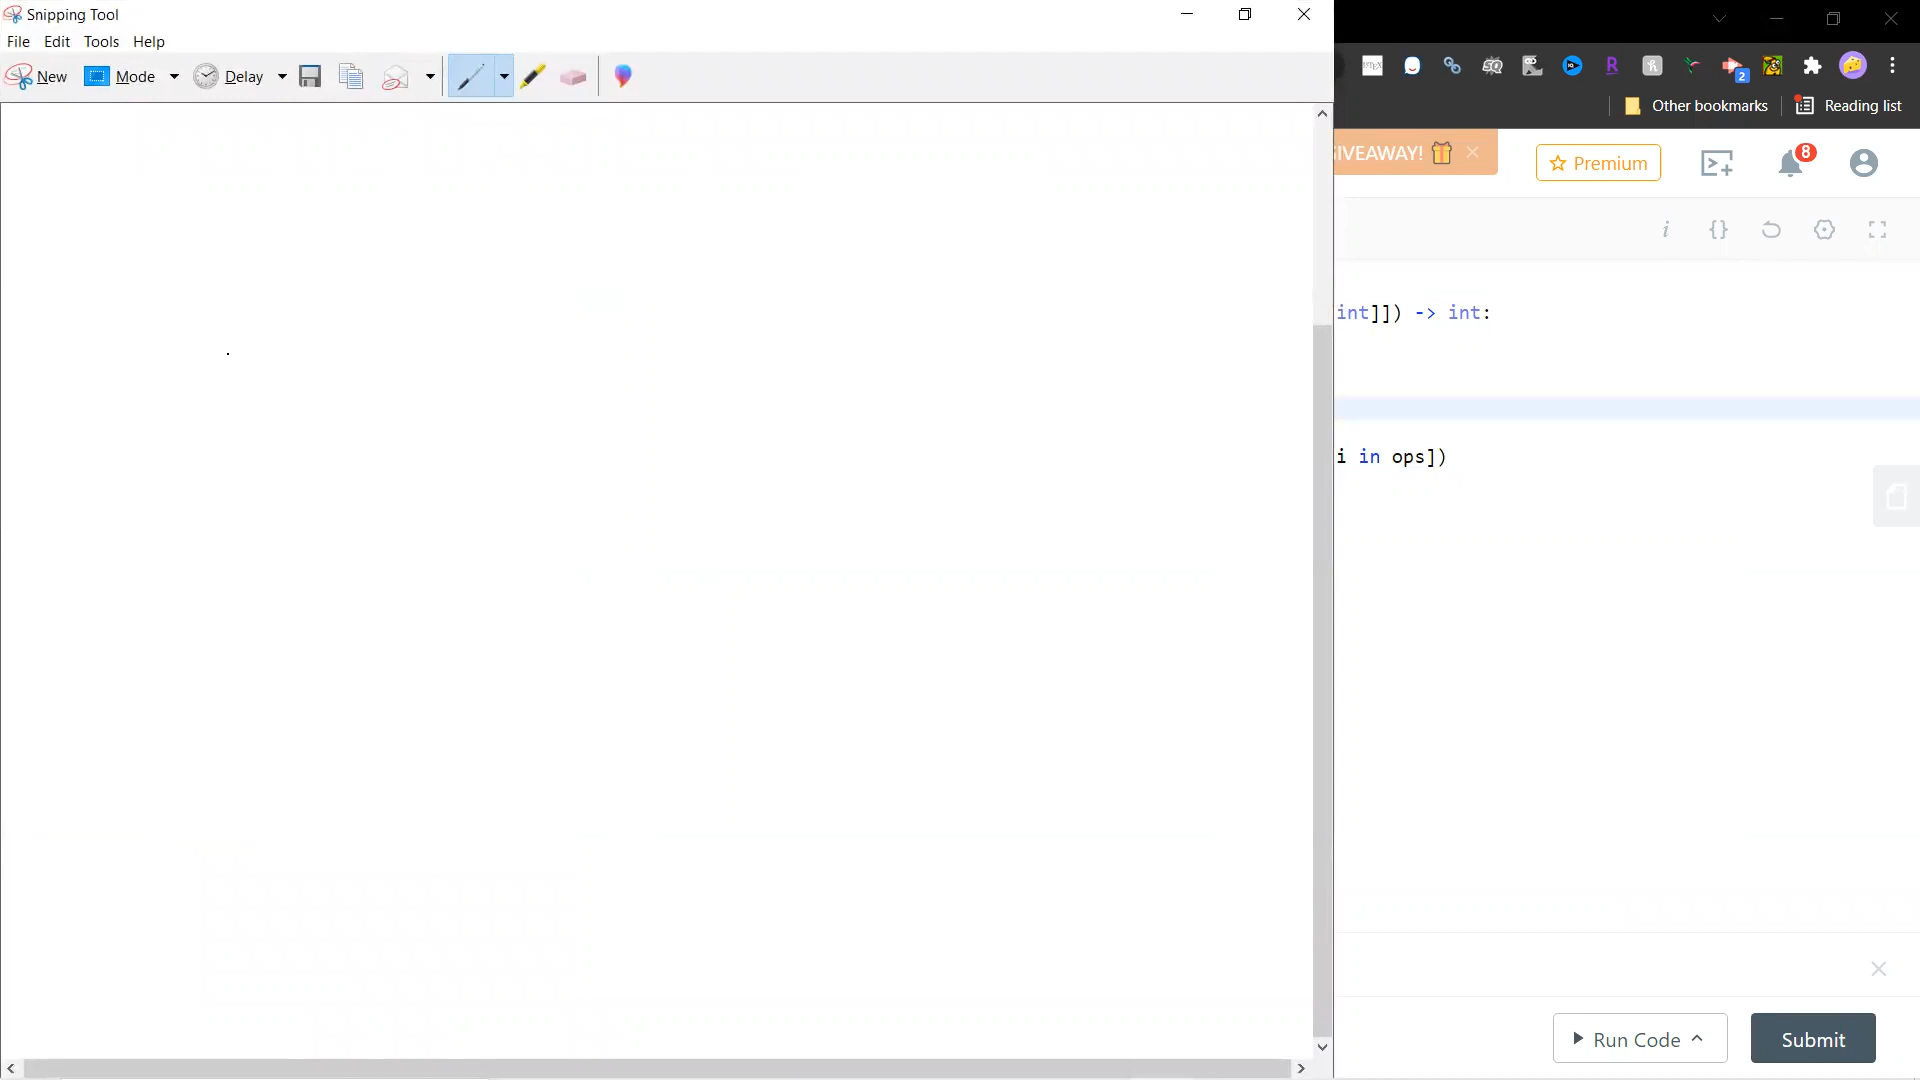 Snipping Tool
File Edit Tools Help
New Mode Delay
2
Other bookmarks Reading list
IVEAWAY!
Premium
8
i {}
int]]) -> int:
i in ops])
Run Code
Submit